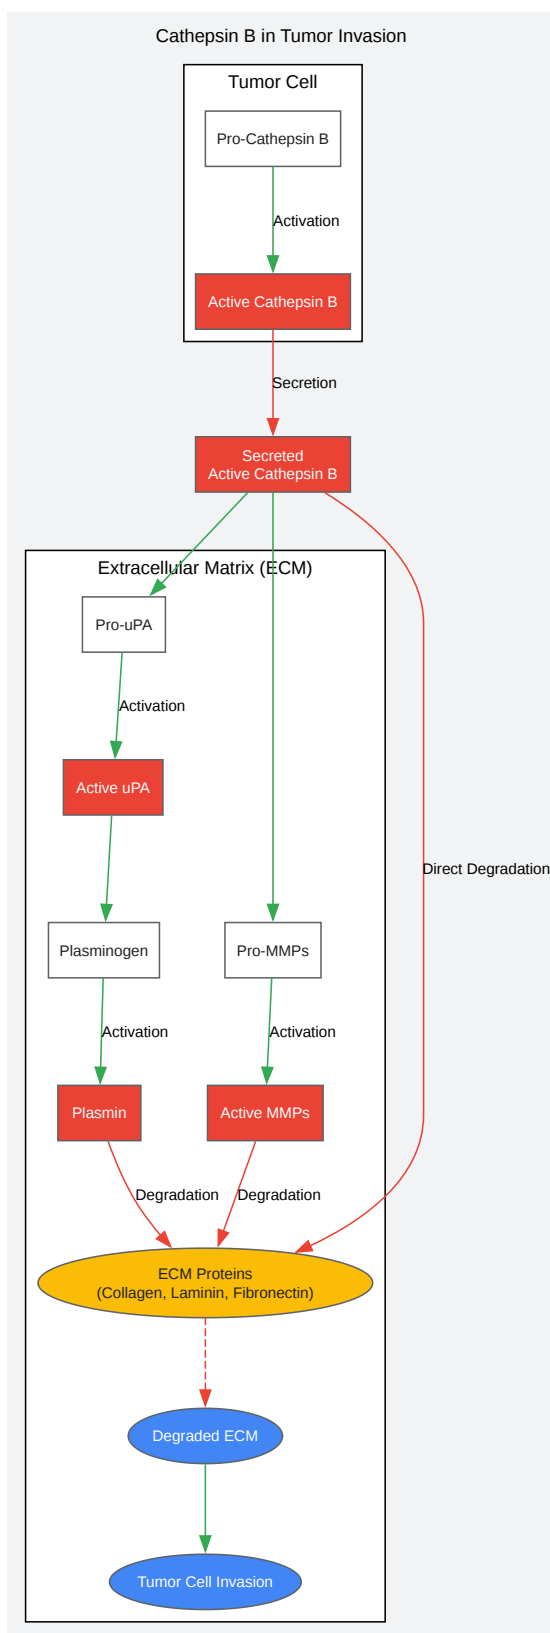 Cathepsin B in Tumor Invasion
Tumor Cell
Pro-Cathepsin B
Activation
Active Cathepsin B
Secretion
Secreted
Active Cathepsin B
Extracellular Matrix (ECM)
Pro-uPA
Activation
Active uPA
Direct Degradation
Plasminogen
Pro-MMPs
Activation
Activation
Plasmin
Active MMPs
Degradation
Degradation
ECM Proteins
(Collagen, Laminin, Fibronectin)
Degraded ECM
Tumor Cell Invasion